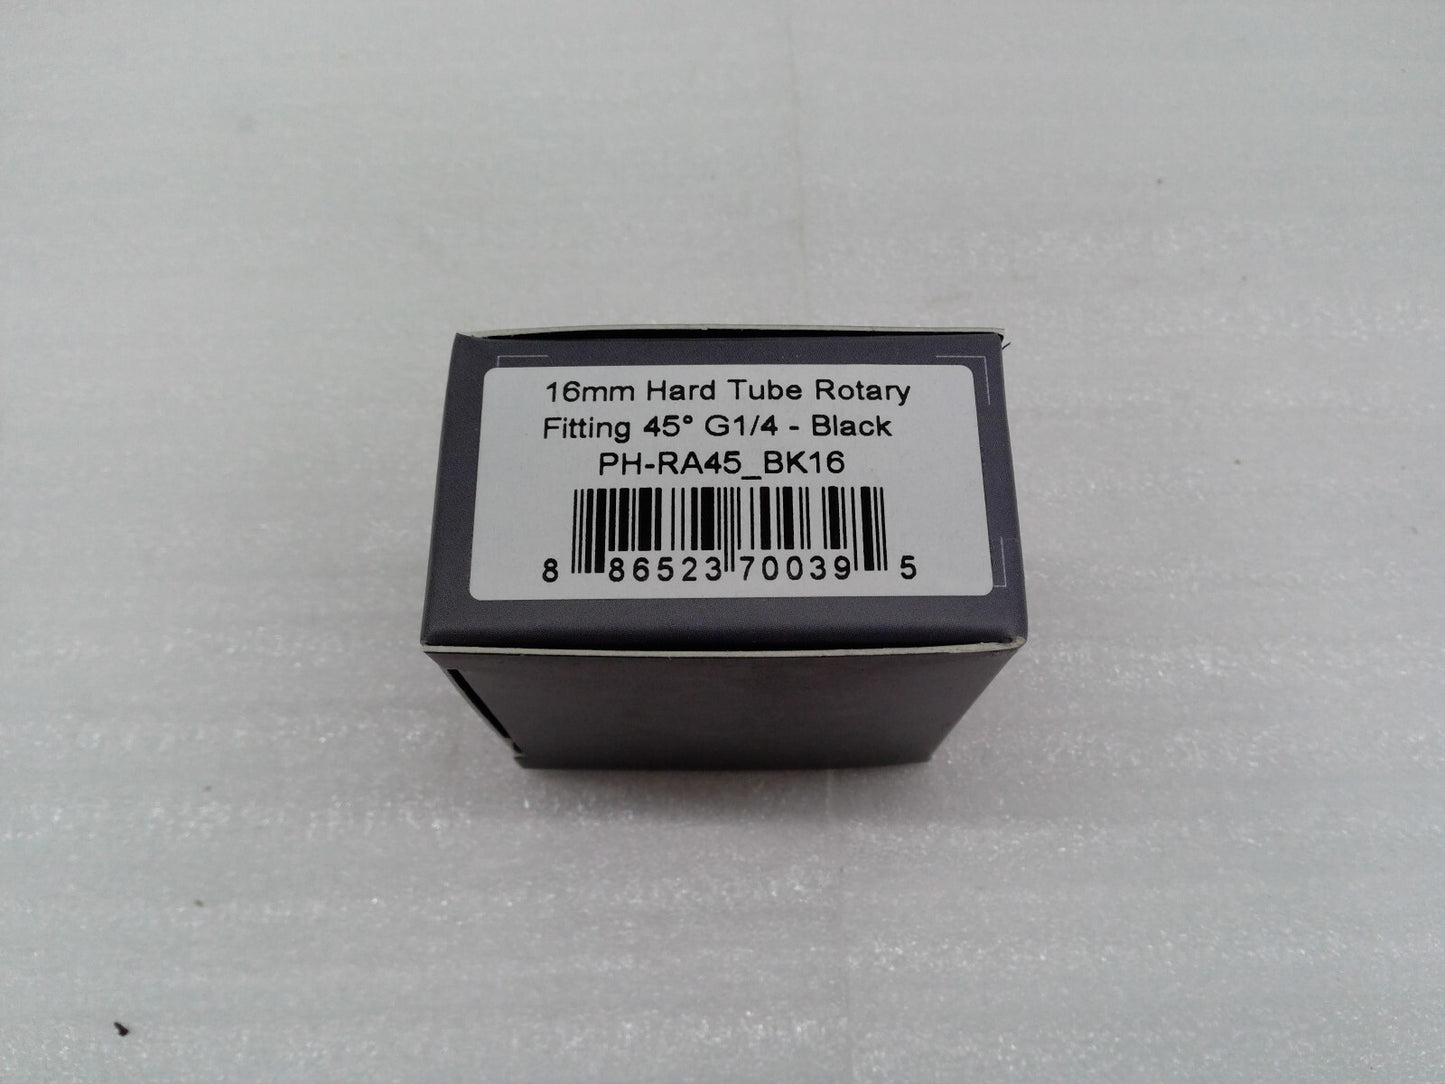 16mm Hard Tube Rotary
Fitting 45° G1/4 - Black
PH-RA45_BK16
8 86523 70039 5